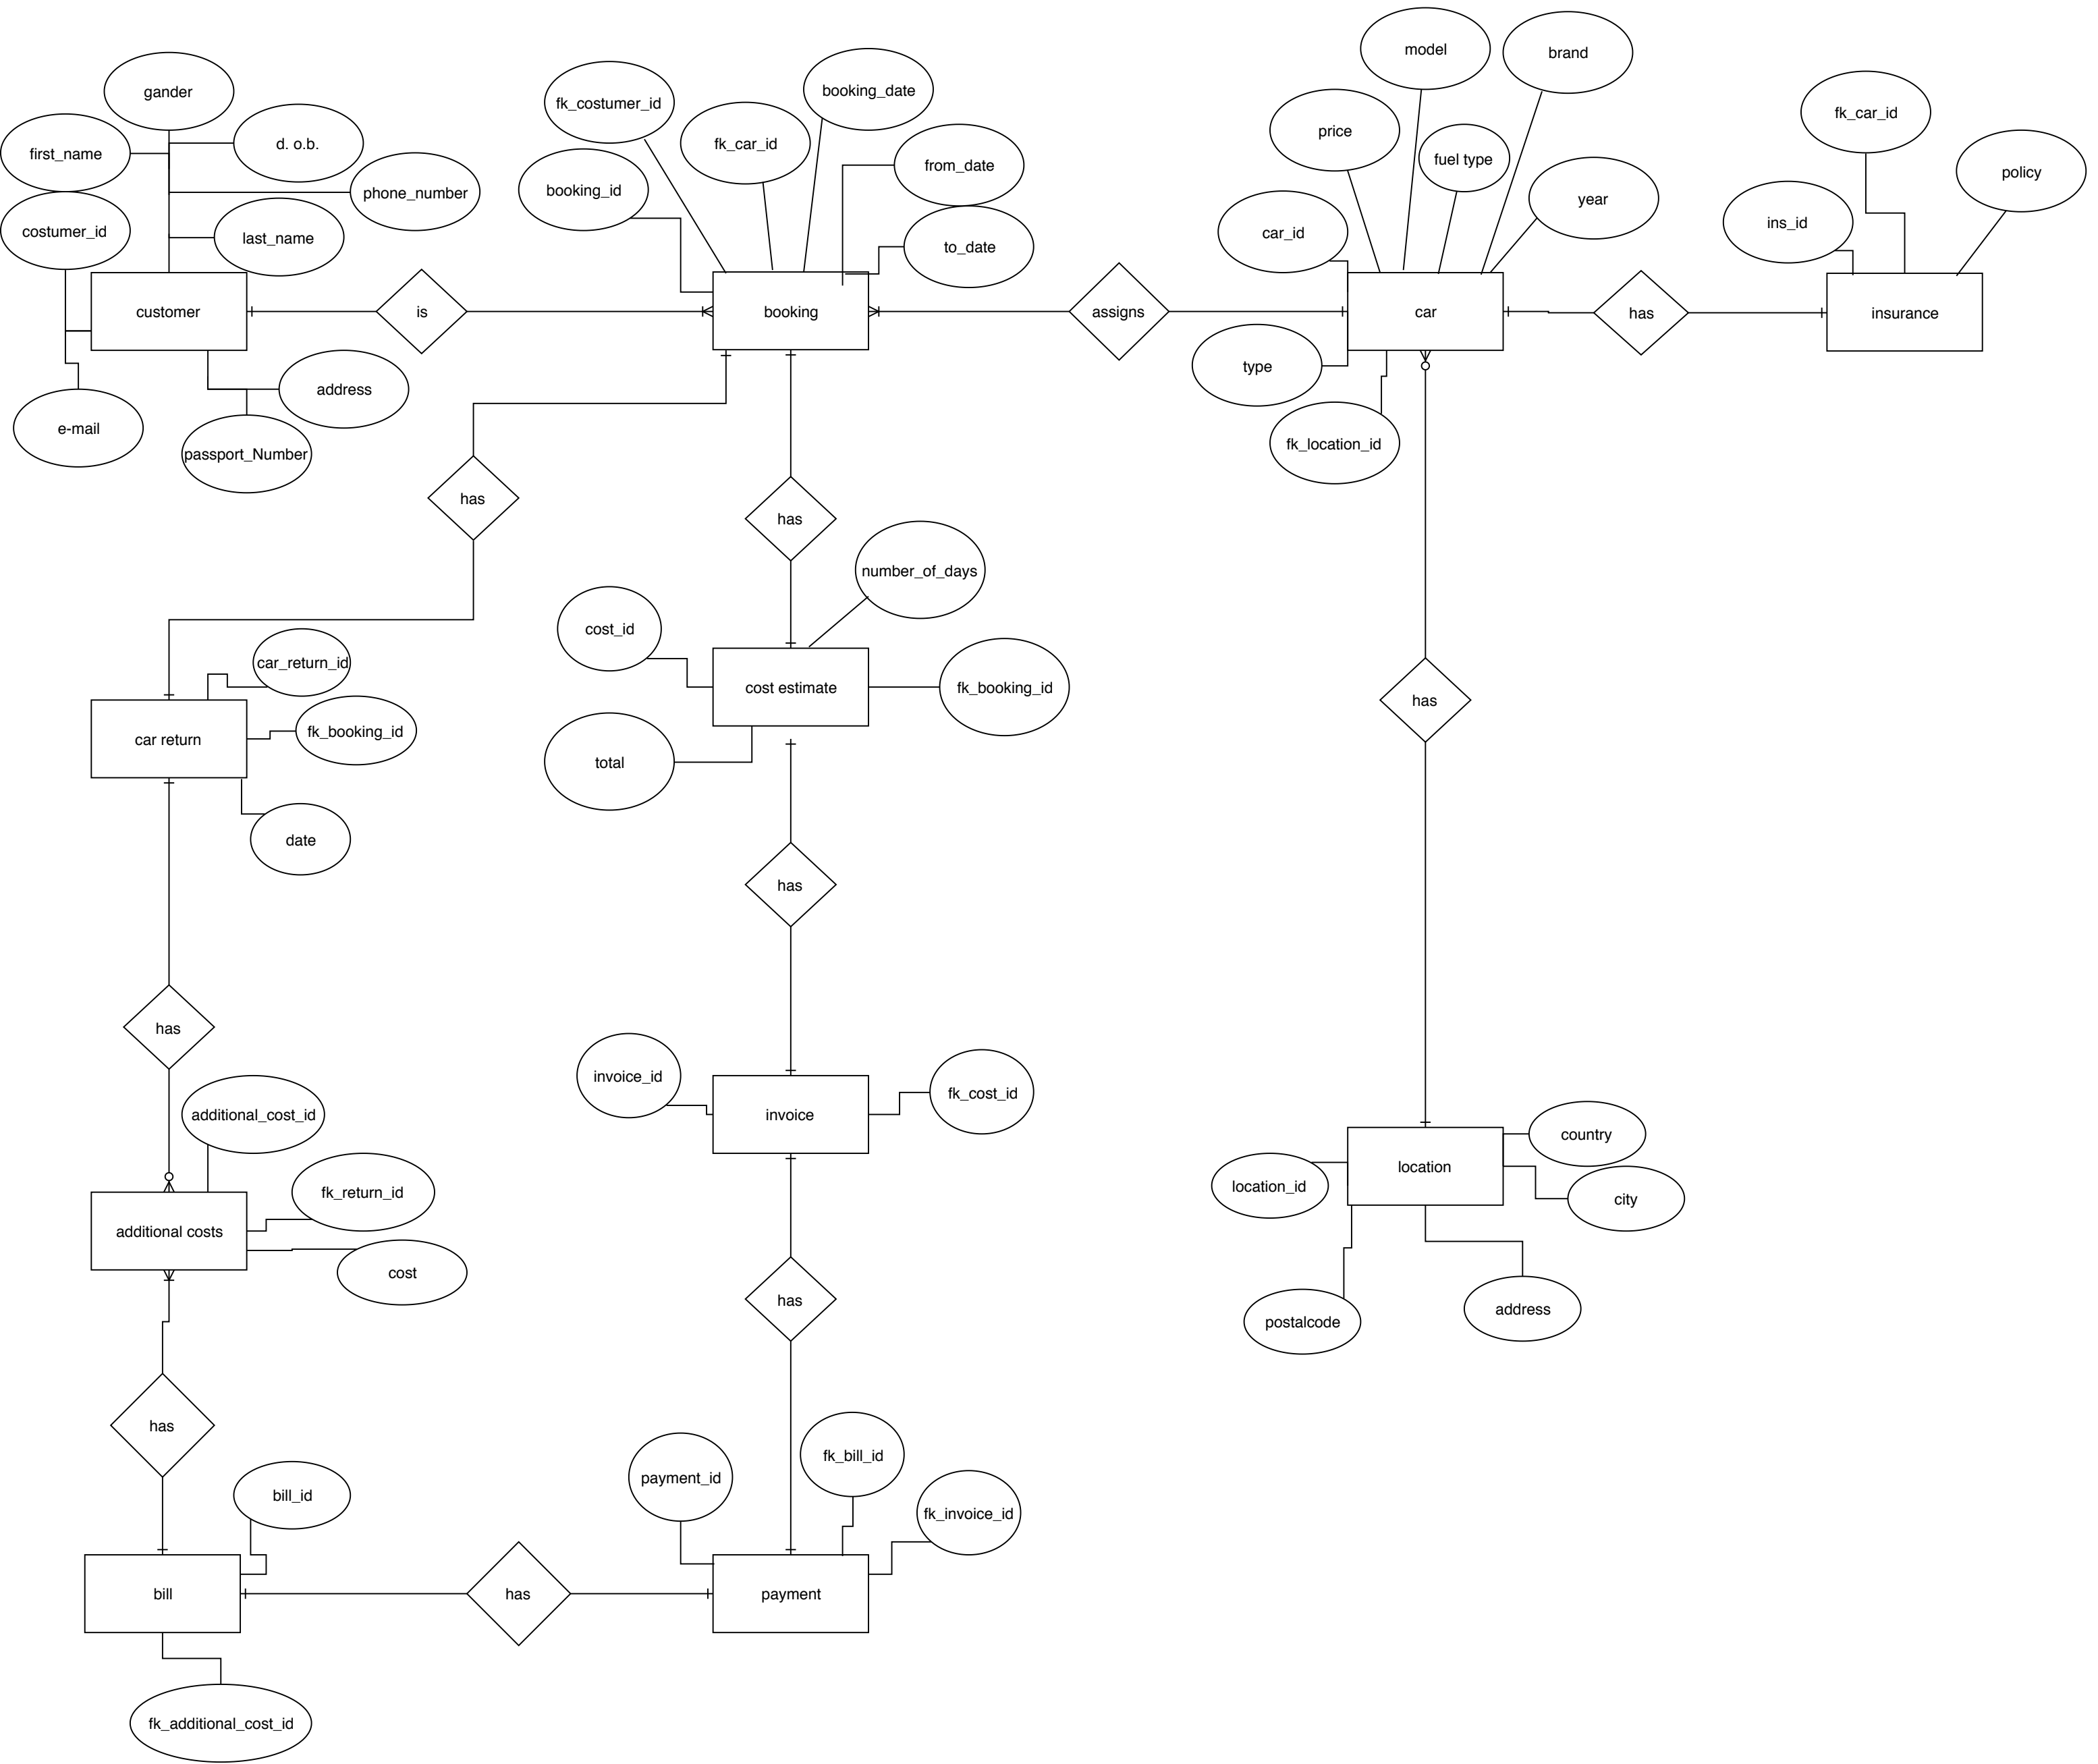 model
brand
gander
booking_date
fk_costumer_id
fk_car_id
price
fk_car_id
d. o.b.
first_name
fuel type
from_date
policy
booking_id
phone_number
year
ins_id
costumer_id
car_id
last_name
to_date
customer
is
booking
assigns
car
has
insurance
type
address
e-mail
fk_location_id
passport_Number
has
has
number_of_days
cost_id
car_return_id
cost estimate
fk_booking_id
has
fk_booking_id
car return
total
date
has
has
invoice_id
fk_cost_id
additional_cost_id
invoice
country
location
location_id
fk_return_id
city
additional costs
cost
has
address
postalcode
has
fk_bill_id
payment_id
bill_id
fk_invoice_id
bill
has
payment
fk_additional_cost_id